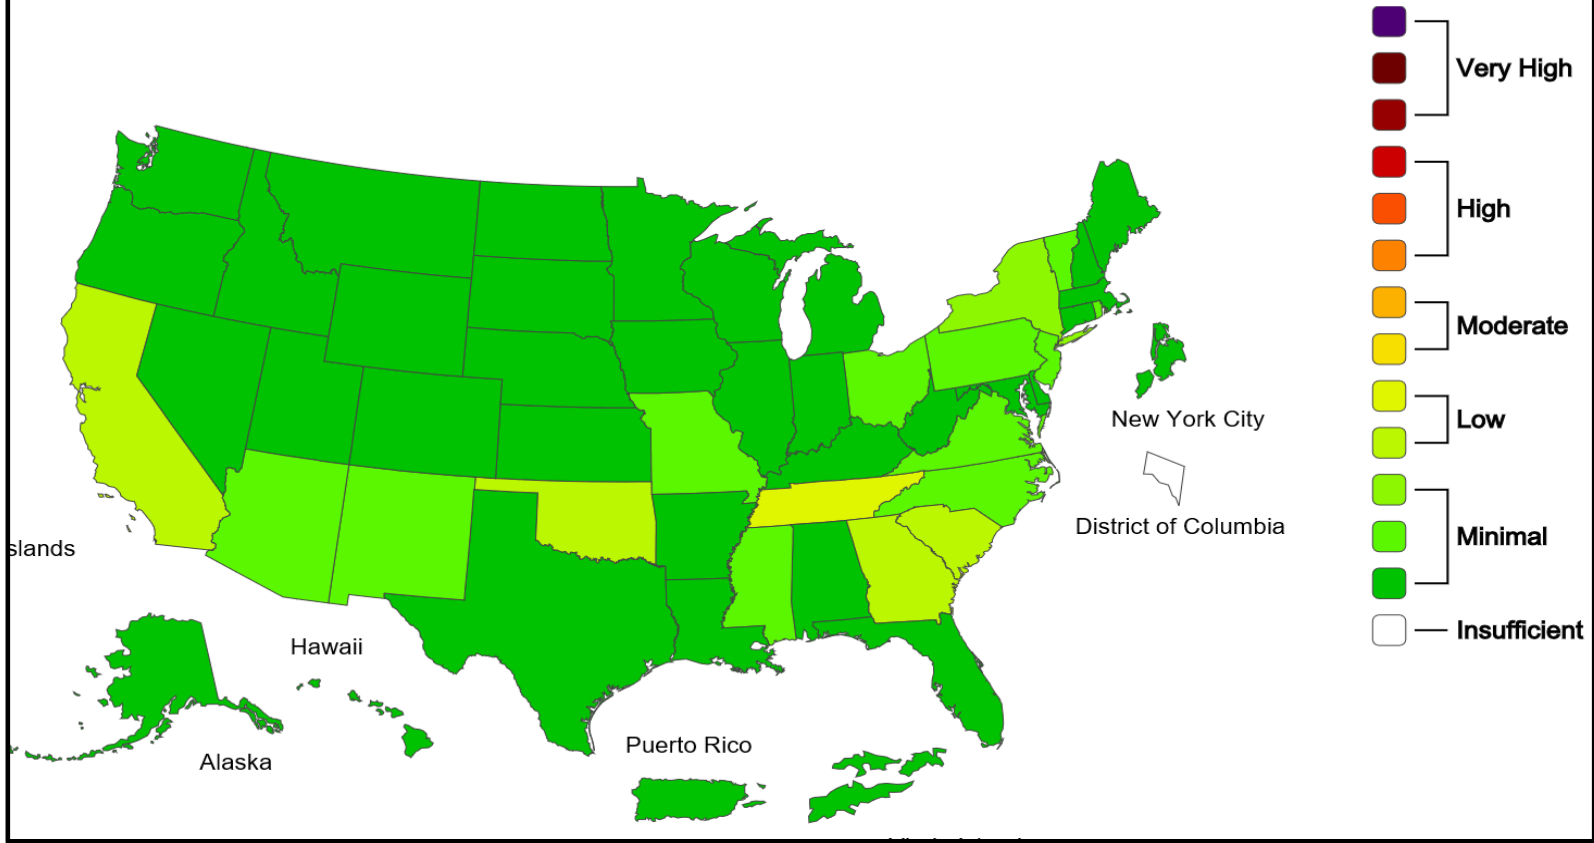 Very High
High
Moderate
Low
New York City
Minimal
District of Columbia
slands
Insufficient
Hawaii
Puerto Rico
Alaska